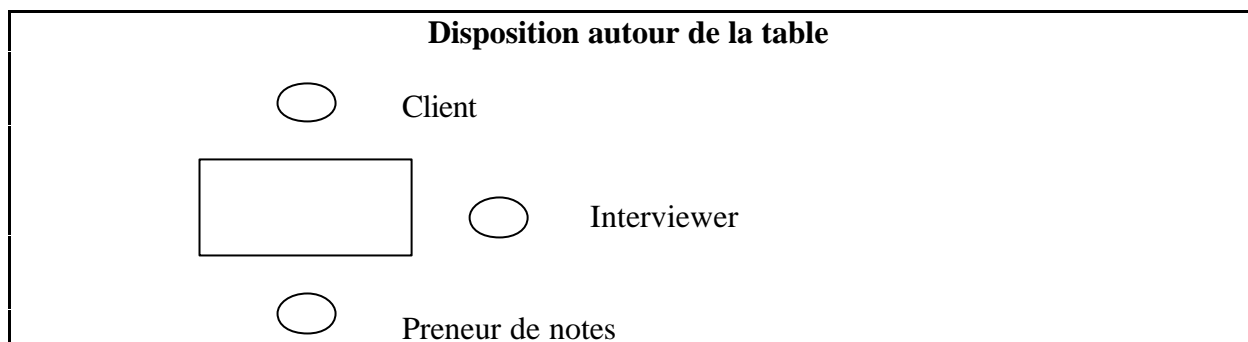 Disposition autour de la table
Client
Interviewer
Preneur de notes